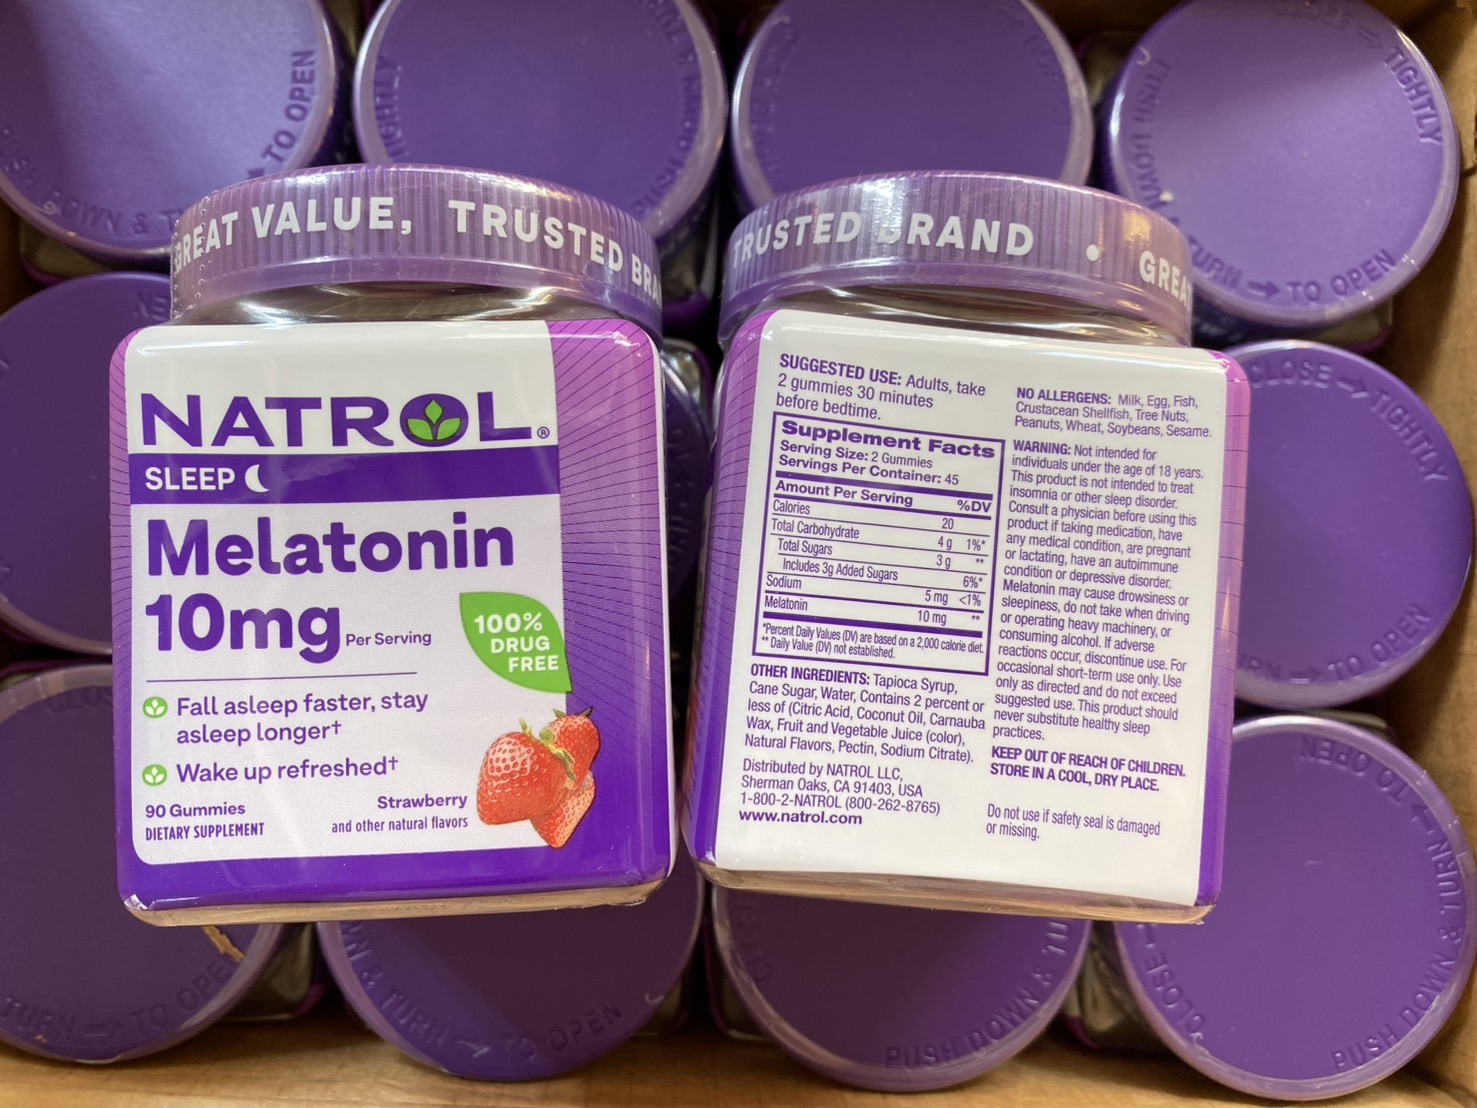 GREAT VALUE, TRUSTED BRA
NATROL®
SLEEP
Melatonin
10mg Per Serving
100%
DRUG
FREE
Fall asleep faster, stay
asleep longer†
Wake up refreshed†
90 Gummies
DIETARY SUPPLEMENT
Strawberry
and other natural flavors
TRUSTED BRAND • GREA
SUGGESTED USE: Adults, take
2 gummies 30 minutes
before bedtime.
Supplement Facts
Serving Size: 2 Gummies
Servings Per Container: 45
Amount Per Serving %DV
Calories 20
Total Carbohydrate 4 g 1%*
Total Sugars 3 g **
Includes 3g Added Sugars 6%*
Sodium 5 mg <1%
Melatonin 10 mg **
*Percent Daily Values (DV) are based on a 2,000 calorie diet.
** Daily Value (DV) not established.
OTHER INGREDIENTS: Tapioca Syrup,
Cane Sugar, Water, Contains 2 percent or
less of (Citric Acid, Coconut Oil, Carnauba
Wax, Fruit and Vegetable Juice (color),
Natural Flavors, Pectin, Sodium Citrate).
Distributed by NATROL LLC,
Sherman Oaks, CA 91403, USA
1-800-2-NATROL (800-262-8765)
www.natrol.com
NO ALLERGENS: Milk, Egg, Fish,
Crustacean Shellfish, Tree Nuts,
Peanuts, Wheat, Soybeans, Sesame.
WARNING: Not intended for
individuals under the age of 18 years.
This product is not intended to treat
insomnia or other sleep disorder.
Consult a physician before using this
product if taking medication, have
any medical condition, are pregnant
or lactating, have an autoimmune
condition or depressive disorder.
Melatonin may cause drowsiness or
sleepiness, do not take when driving
or operating heavy machinery, or
consuming alcohol. If adverse
reactions occur, discontinue use. For
occasional short-term use only. Use
only as directed and do not exceed
suggested use. This product should
never substitute healthy sleep
practices.
KEEP OUT OF REACH OF CHILDREN.
STORE IN A COOL, DRY PLACE.
Do not use if safety seal is damaged
or missing.
TO OPEN
CLOSE → TIGHTLY
PUSH DOWN & TURN → TO OPEN
CLOSE → TIGHTLY
TO OPEN
TURN → TO OPEN
& TURN → TO OPEN
PUSH DOWN &
CLOSE
PUSH DOWN & TURN → TO OPEN